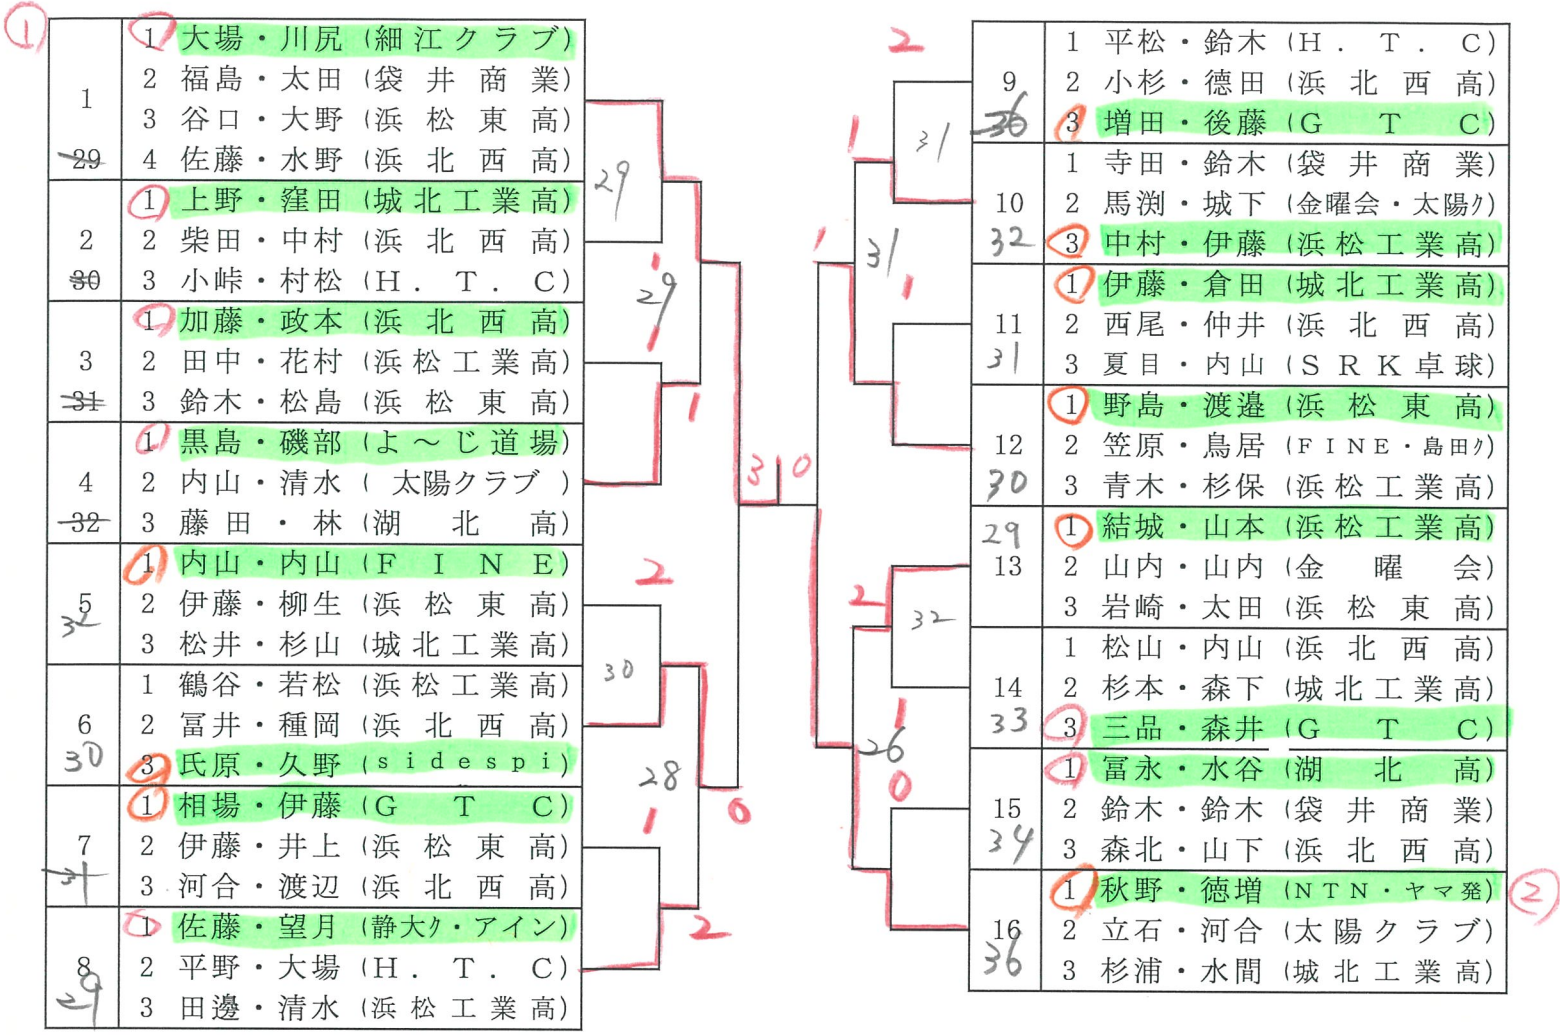 ①
1 1 大場・川尻 (細江クラブ)
2 福島・太田 (袋井商業)
3 谷口・大野 (浜松東高)
29 4 佐藤・水野 (浜北西高)
1 上野・窪田 (城北工業高)
2 2 柴田・中村 (浜北西高)
30 3 小峠・村松 (H.T.C)
1 加藤・政本 (浜北西高)
3 2 田中・花村 (浜松工業高)
31 3 鈴木・松島 (浜松東高)
1 黒島・磯部 (よ～じ道場)
4 2 内山・清水 (太陽クラブ)
32 3 藤田・林 (湖北高)
1 内山・内山 (FINE)
5 2 伊藤・柳生 (浜松東高)
32 3 松井・杉山 (城北工業高)
1 鶴谷・若松 (浜松工業高)
6 2 冨井・種岡 (浜北西高)
30 3 氏原・久野 (sidespi)
1 相場・伊藤 (GTC)
7 2 伊藤・井上 (浜松東高)
31 3 河合・渡辺 (浜北西高)
1 佐藤・望月 (静大ｸ・アイン)
8 2 平野・大場 (H.T.C)
29 3 田邊・清水 (浜松工業高)
29
1
29
1
1
2
30
28
1
0
2
3 0
2
1
31
1
31
1
2
32
1
26
0
1 平松・鈴木 (H.T.C)
9 2 小杉・德田 (浜北西高)
36 3 増田・後藤 (GTC)
1 寺田・鈴木 (袋井商業)
10 2 馬渕・城下 (金曜会・太陽ｸ)
32 3 中村・伊藤 (浜松工業高)
1 伊藤・倉田 (城北工業高)
11 2 西尾・仲井 (浜北西高)
31 3 夏目・内山 (SRK卓球)
1 野島・渡邉 (浜松東高)
12 2 笠原・鳥居 (FINE・島田ｸ)
30 3 青木・杉保 (浜松工業高)
29 1 結城・山本 (浜松工業高)
13 2 山内・山内 (金曜会)
3 岩崎・太田 (浜松東高)
1 松山・内山 (浜北西高)
14 2 杉本・森下 (城北工業高)
33 3 三品・森井 (GTC)
1 冨永・水谷 (湖北高)
15 2 鈴木・鈴木 (袋井商業)
34 3 森北・山下 (浜北西高)
1 秋野・徳増 (NTN・ヤマ発)
16 2 立石・河合 (太陽クラブ)
36 3 杉浦・水間 (城北工業高)
②